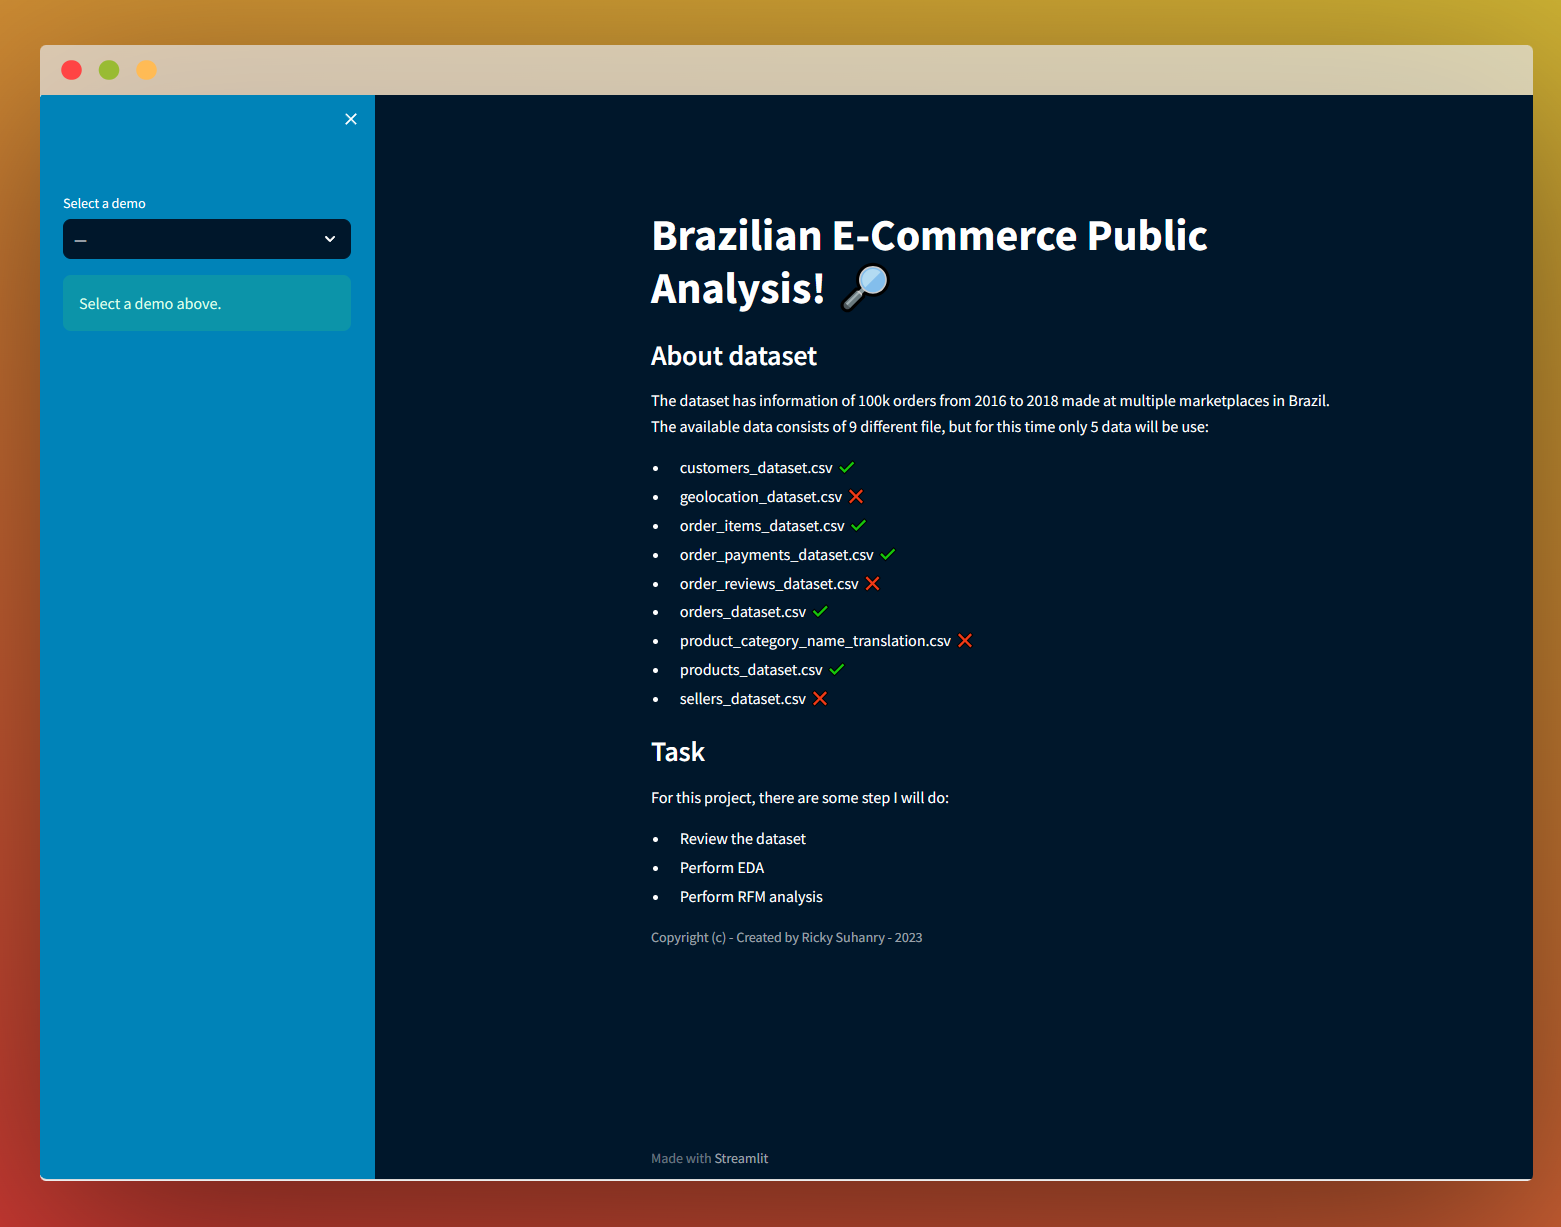 Select a demo
—
Select a demo above.
Brazilian E-Commerce Public
Analysis! 🔎
About dataset
The dataset has information of 100k orders from 2016 to 2018 made at multiple marketplaces in Brazil.
The available data consists of 9 different file, but for this time only 5 data will be use:
• customers_dataset.csv ✓
• geolocation_dataset.csv ❌
• order_items_dataset.csv ✓
• order_payments_dataset.csv ✓
• order_reviews_dataset.csv ❌
• orders_dataset.csv ✓
• product_category_name_translation.csv ❌
• products_dataset.csv ✓
• sellers_dataset.csv ❌
Task
For this project, there are some step I will do:
• Review the dataset
• Perform EDA
• Perform RFM analysis
Copyright (c) - Created by Ricky Suhanry - 2023
Made with Streamlit